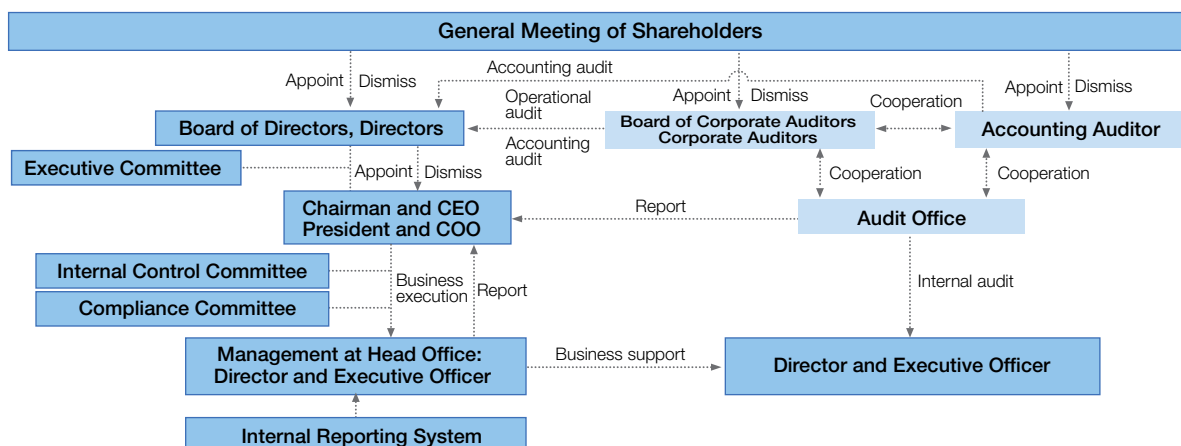 General Meeting of Shareholders
Accounting audit
Appoint Dismiss
Operational
audit
Appoint Dismiss
Cooperation
Appoint Dismiss
Board of Directors, Directors
Accounting
audit
Board of Corporate Auditors
Corporate Auditors
Accounting Auditor
Executive Committee
Appoint Dismiss
Cooperation
Cooperation
Chairman and CEO
President and COO
Report
Audit Office
Internal Control Committee
Business
execution
Report
Internal audit
Compliance Committee
Management at Head Office:
Director and Executive Officer
Business support
Director and Executive Officer
Internal Reporting System